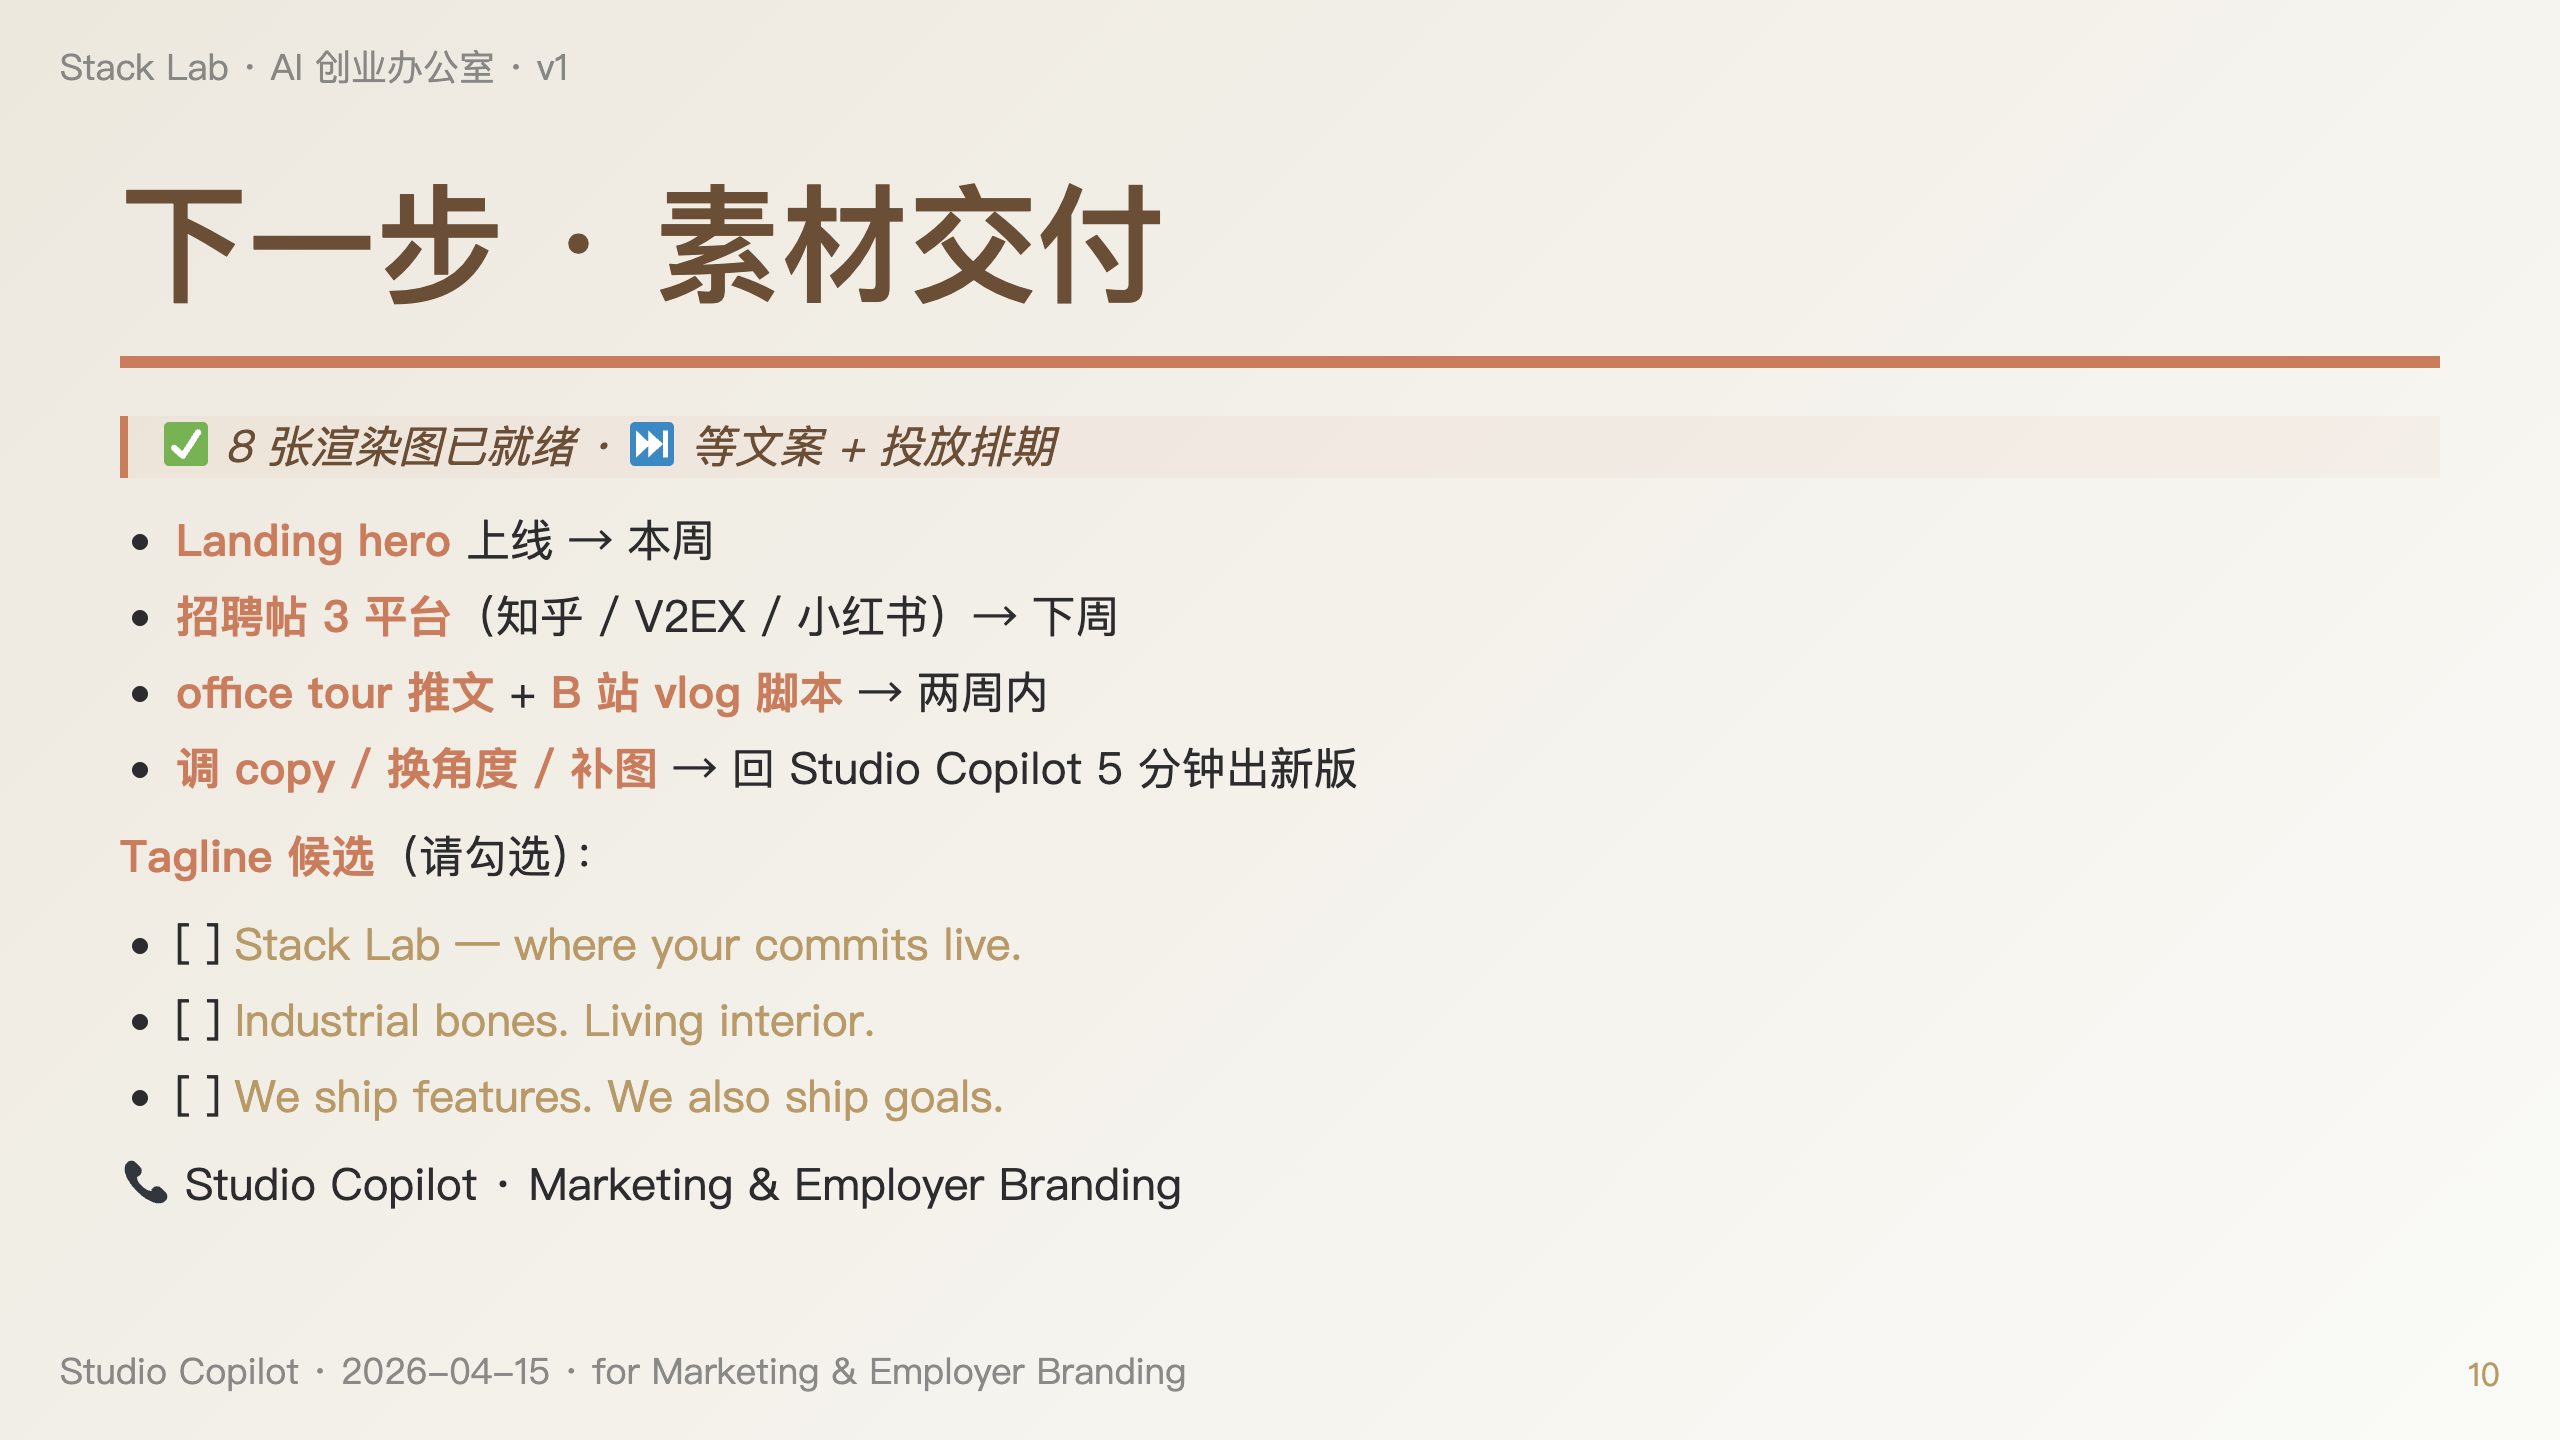 Stack Lab · AI 创业办公室 · v1
下一步 · 素材交付
✅ 8 张渲染图已就绪 · ⏭ 等文案 + 投放排期
• Landing hero 上线 → 本周
• 招聘帖 3 平台（知乎 / V2EX / 小红书）→ 下周
• office tour 推文 + B 站 vlog 脚本 → 两周内
• 调 copy / 换角度 / 补图 → 回 Studio Copilot 5 分钟出新版
Tagline 候选（请勾选）：
• [ ] Stack Lab — where your commits live.
• [ ] Industrial bones. Living interior.
• [ ] We ship features. We also ship goals.
📞 Studio Copilot · Marketing & Employer Branding
Studio Copilot · 2026-04-15 · for Marketing & Employer Branding
10